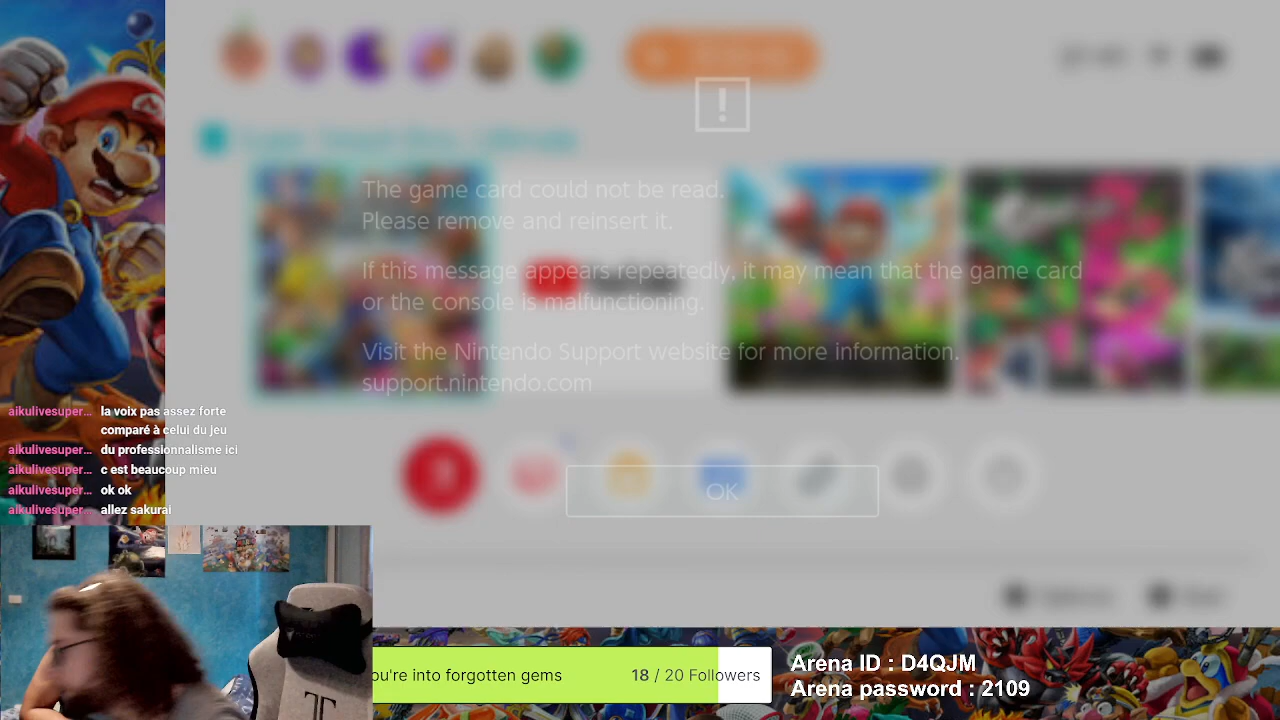 !
The game card could not be read.
Please remove and reinsert it.
If this message appears repeatedly, it may mean that the game card
or the console is malfunctioning.
Visit the Nintendo Support website for more information.
support.nintendo.com
OK
aikulivesuper... la voix pas assez forte
comparé à celui du jeu
aikulivesuper... du professionnalisme ici
aikulivesuper... c est beaucoup mieu
aikulivesuper... ok ok
aikulivesuper... allez sakurai
T
ou're into forgotten gems 18 / 20 Followers
Arena ID : D4QJM
Arena password : 2109